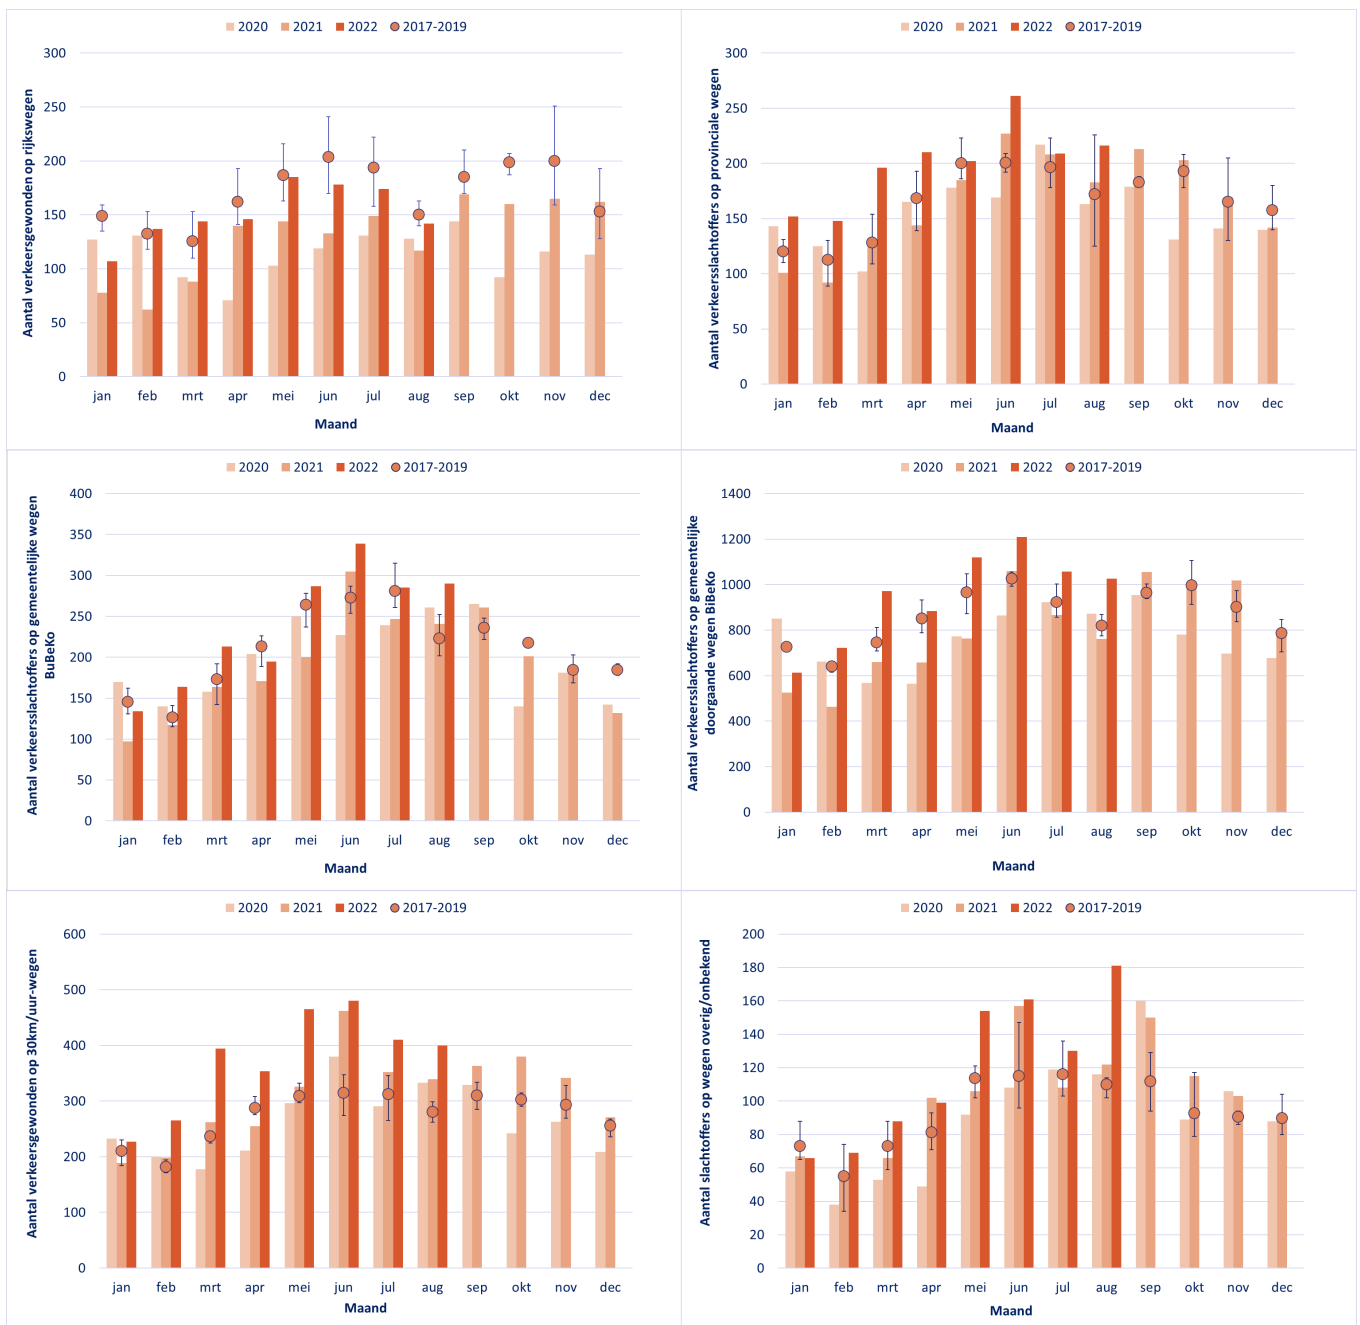 2020 2021 2022 2017-2019
Aantal verkeersgewonden op rijkswegen
300
250
200
150
100
50
0
jan feb mrt apr mei jun jul aug sep okt nov dec
Maand
2020 2021 2022 2017-2019
Aantal verkeersslachtoffers op provinciale wegen
300
250
200
150
100
50
0
jan feb mrt apr mei jun jul aug sep okt nov dec
Maand
2020 2021 2022 2017-2019
Aantal verkeersslachtoffers op gemeentelijke wegen
BuBeKo
400
350
300
250
200
150
100
50
0
jan feb mrt apr mei jun jul aug sep okt nov dec
Maand
2020 2021 2022 2017-2019
Aantal verkeersslachtoffers op gemeentelijke
doorgaande wegen BiBeKo
1400
1200
1000
800
600
400
200
0
jan feb mrt apr mei jun jul aug sep okt nov dec
Maand
2020 2021 2022 2017-2019
Aantal verkeersgewonden op 30km/uur-wegen
600
500
400
300
200
100
0
jan feb mrt apr mei jun jul aug sep okt nov dec
Maand
2020 2021 2022 2017-2019
Aantal slachtoffers op wegen overig/onbekend
200
180
160
140
120
100
80
60
40
20
0
jan feb mrt apr mei jun jul aug sep okt nov dec
Maand